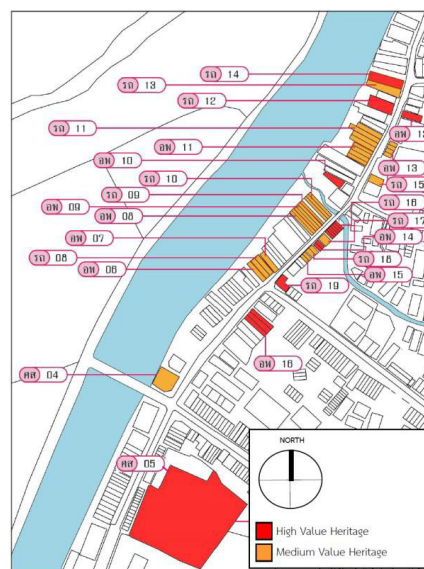 รถ 14
รถ 13
รถ 12
รถ 11
อพ 11
อพ 10
รถ 10
รถ 09
อพ 09
อพ 08
อพ 07
รถ 08
อพ 06
อพ 13
รถ 15
รถ 16
รถ 17
อพ 14
รถ 18
อพ 15
รถ 19
อพ 16
ศส 04
ศส 05
NORTH
High Value Heritage
Medium Value Heritage